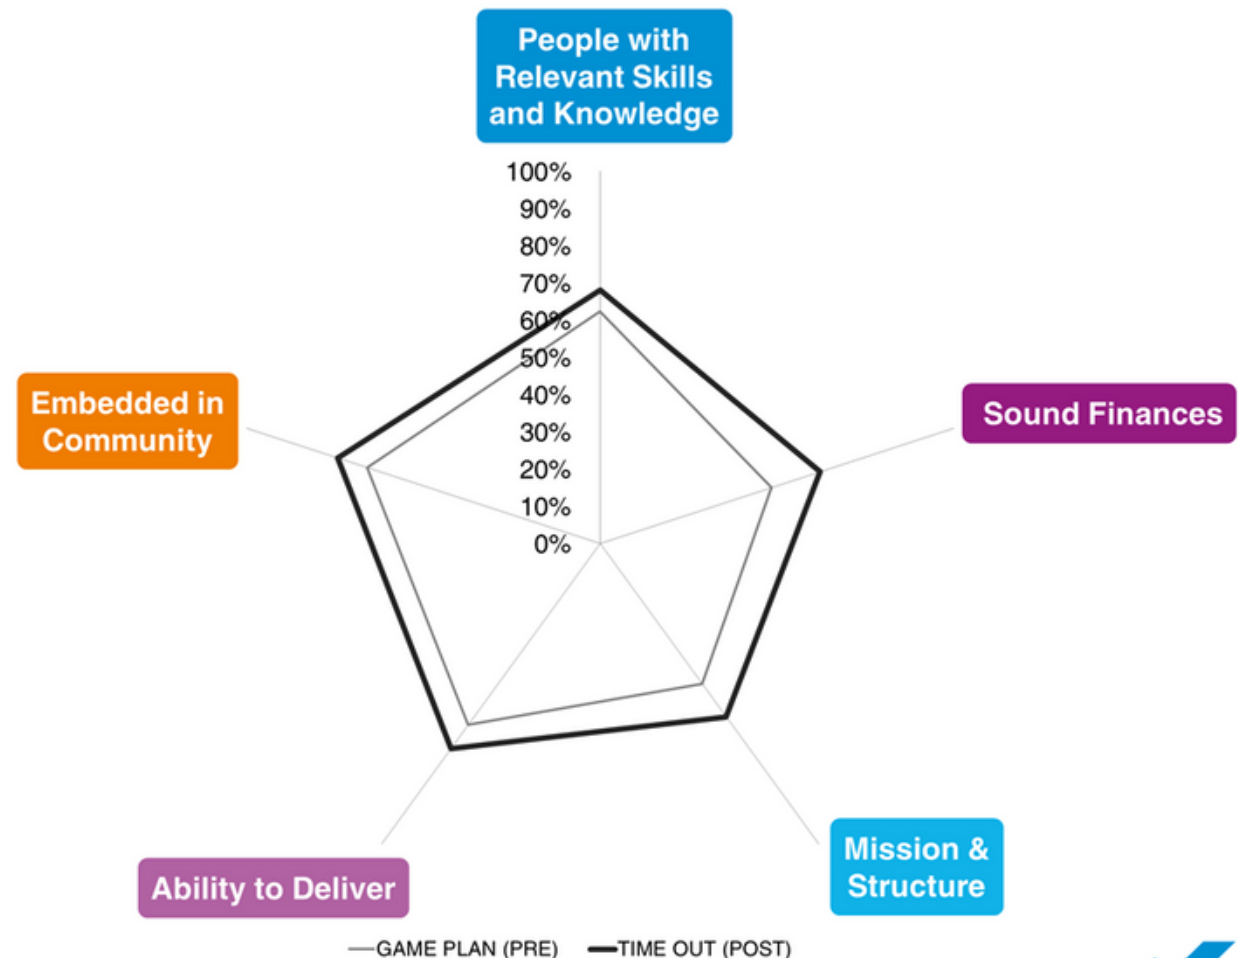 People with
Relevant Skills
and Knowledge
100%
90%
80%
70%
60%
50%
40%
30%
20%
10%
0%
Embedded in
Community
Sound Finances
Mission &
Structure
Ability to Deliver
GAME PLAN (PRE)
TIME OUT (POST)